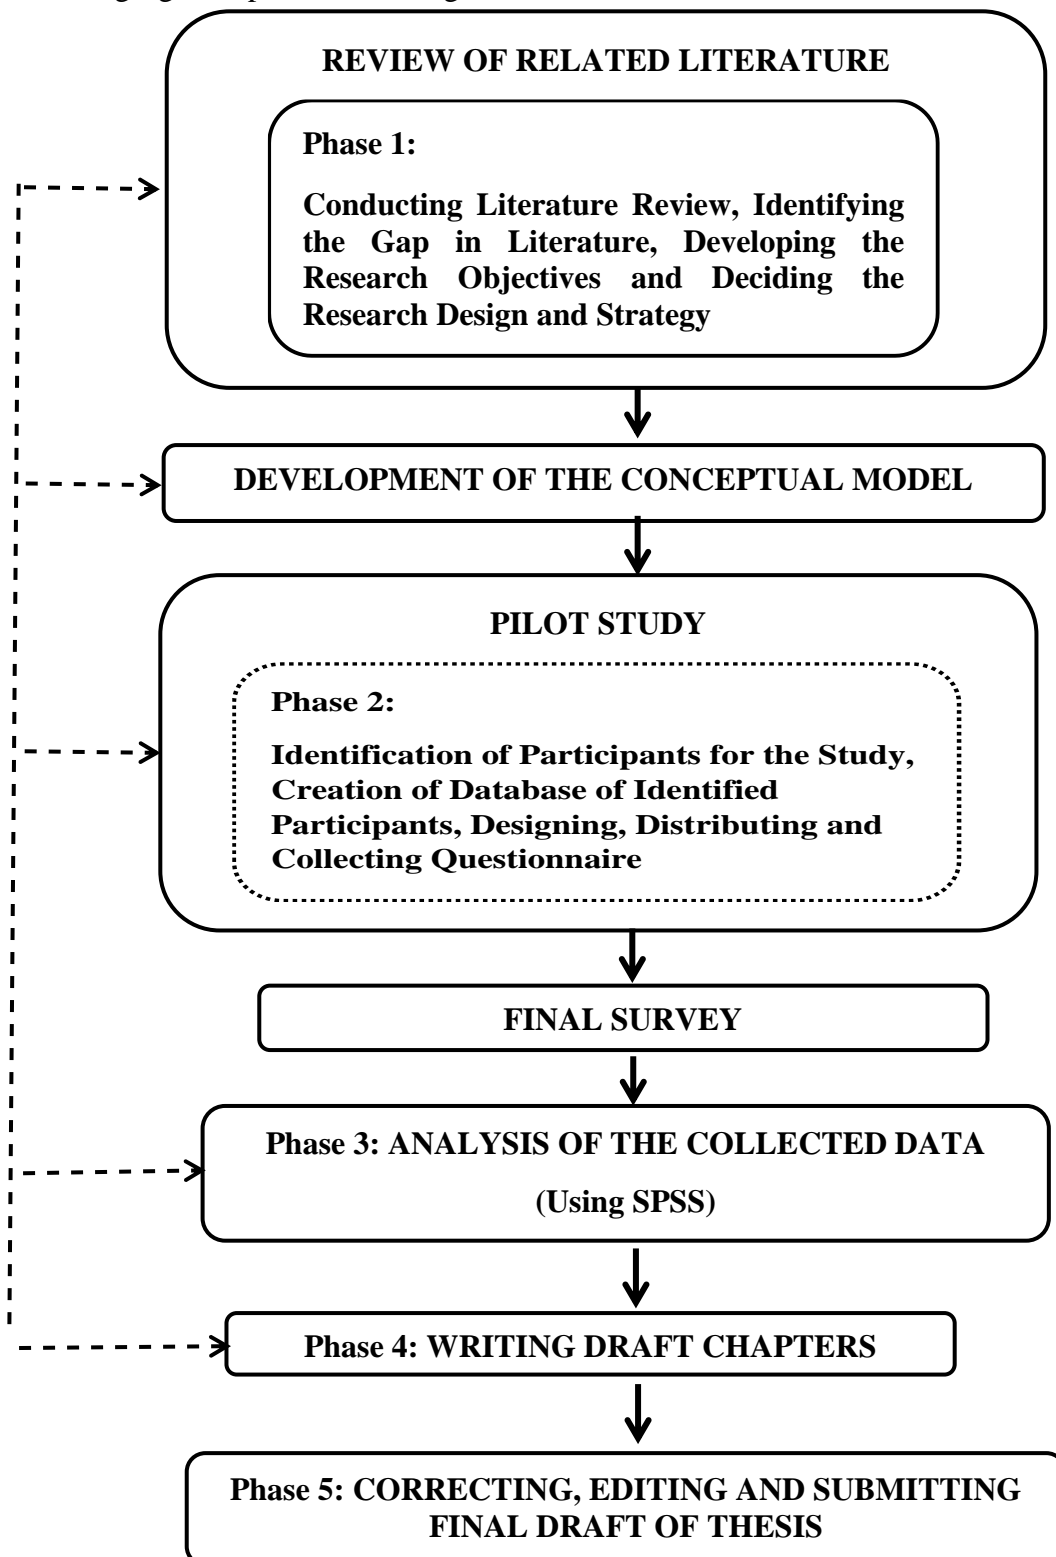 REVIEW OF RELATED LITERATURE
Phase 1:
Conducting Literature Review, Identifying
the Gap in Literature, Developing the
Research Objectives and Deciding the
Research Design and Strategy
DEVELOPMENT OF THE CONCEPTUAL MODEL
PILOT STUDY
Phase 2:
Identification of Participants for the Study,
Creation of Database of Identified
Participants, Designing, Distributing and
Collecting Questionnaire
FINAL SURVEY
Phase 3: ANALYSIS OF THE COLLECTED DATA
(Using SPSS)
Phase 4: WRITING DRAFT CHAPTERS
Phase 5: CORRECTING, EDITING AND SUBMITTING
FINAL DRAFT OF THESIS